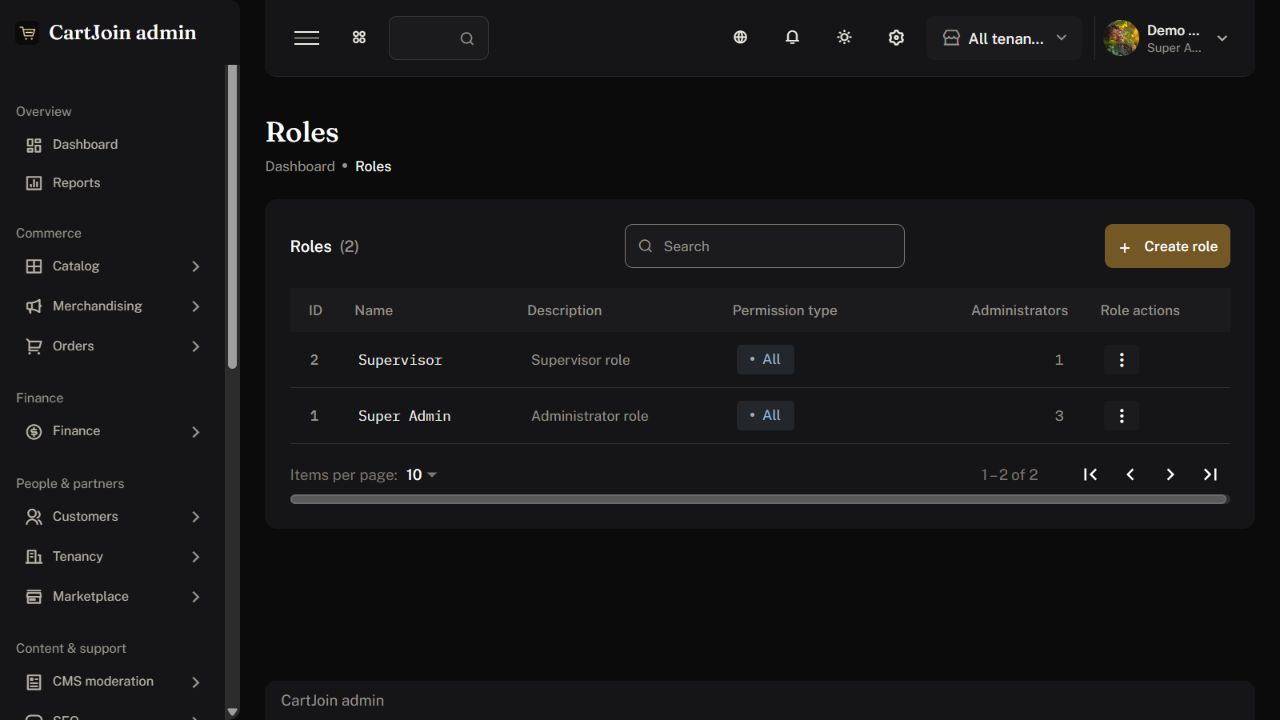 CartJoin admin
All tenan...
Demo ...
Super A...
Overview
Dashboard
Reports
Commerce
Catalog
Merchandising
Orders
Finance
Finance
People & partners
Customers
Tenancy
Marketplace
Content & support
CMS moderation
SEO
Roles
Dashboard • Roles
Roles (2)
Search
+ Create role
ID Name Description Permission type Administrators Role actions
2 Supervisor Supervisor role • All 1
1 Super Admin Administrator role • All 3
Items per page: 10
1–2 of 2
CartJoin admin